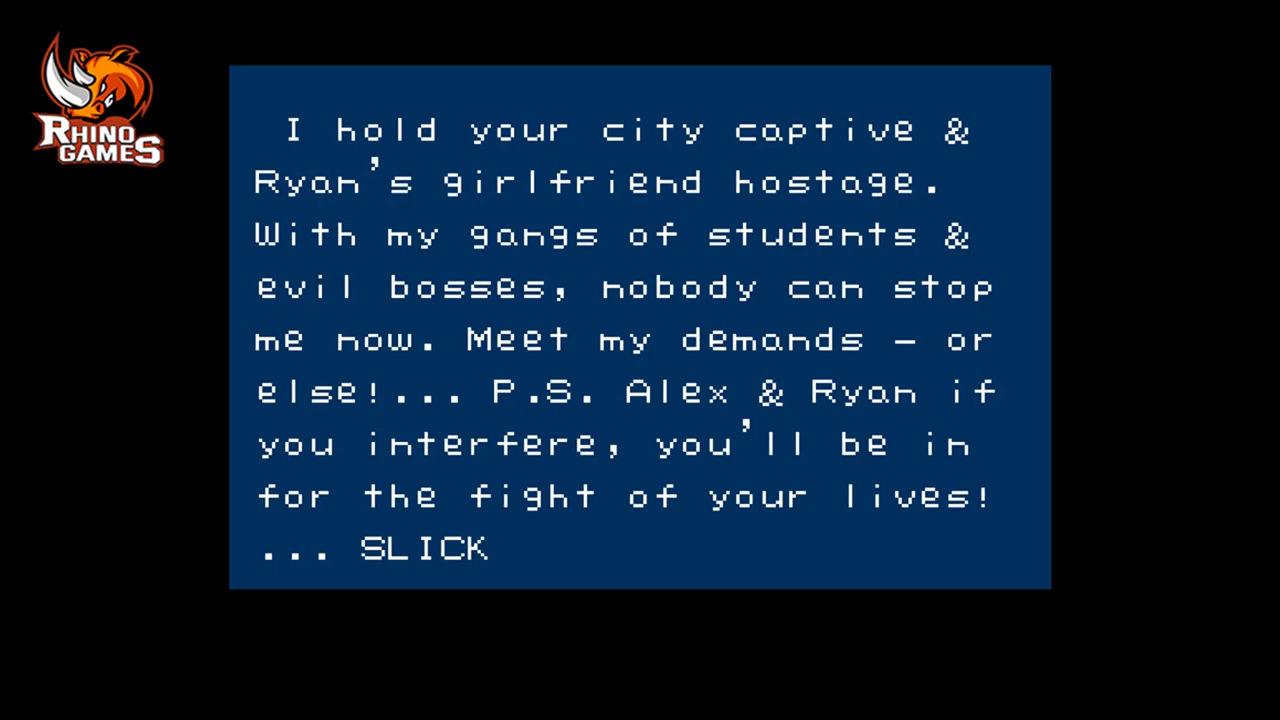 RHINO
GAMES
I hold your city captive &
Ryan's girlfriend hostage.
With my gangs of students &
evil bosses, nobody can stop
me now. Meet my demands – or
else!... P.S. Alex & Ryan if
you interfere, you'll be in
for the fight of your lives!
... SLICK